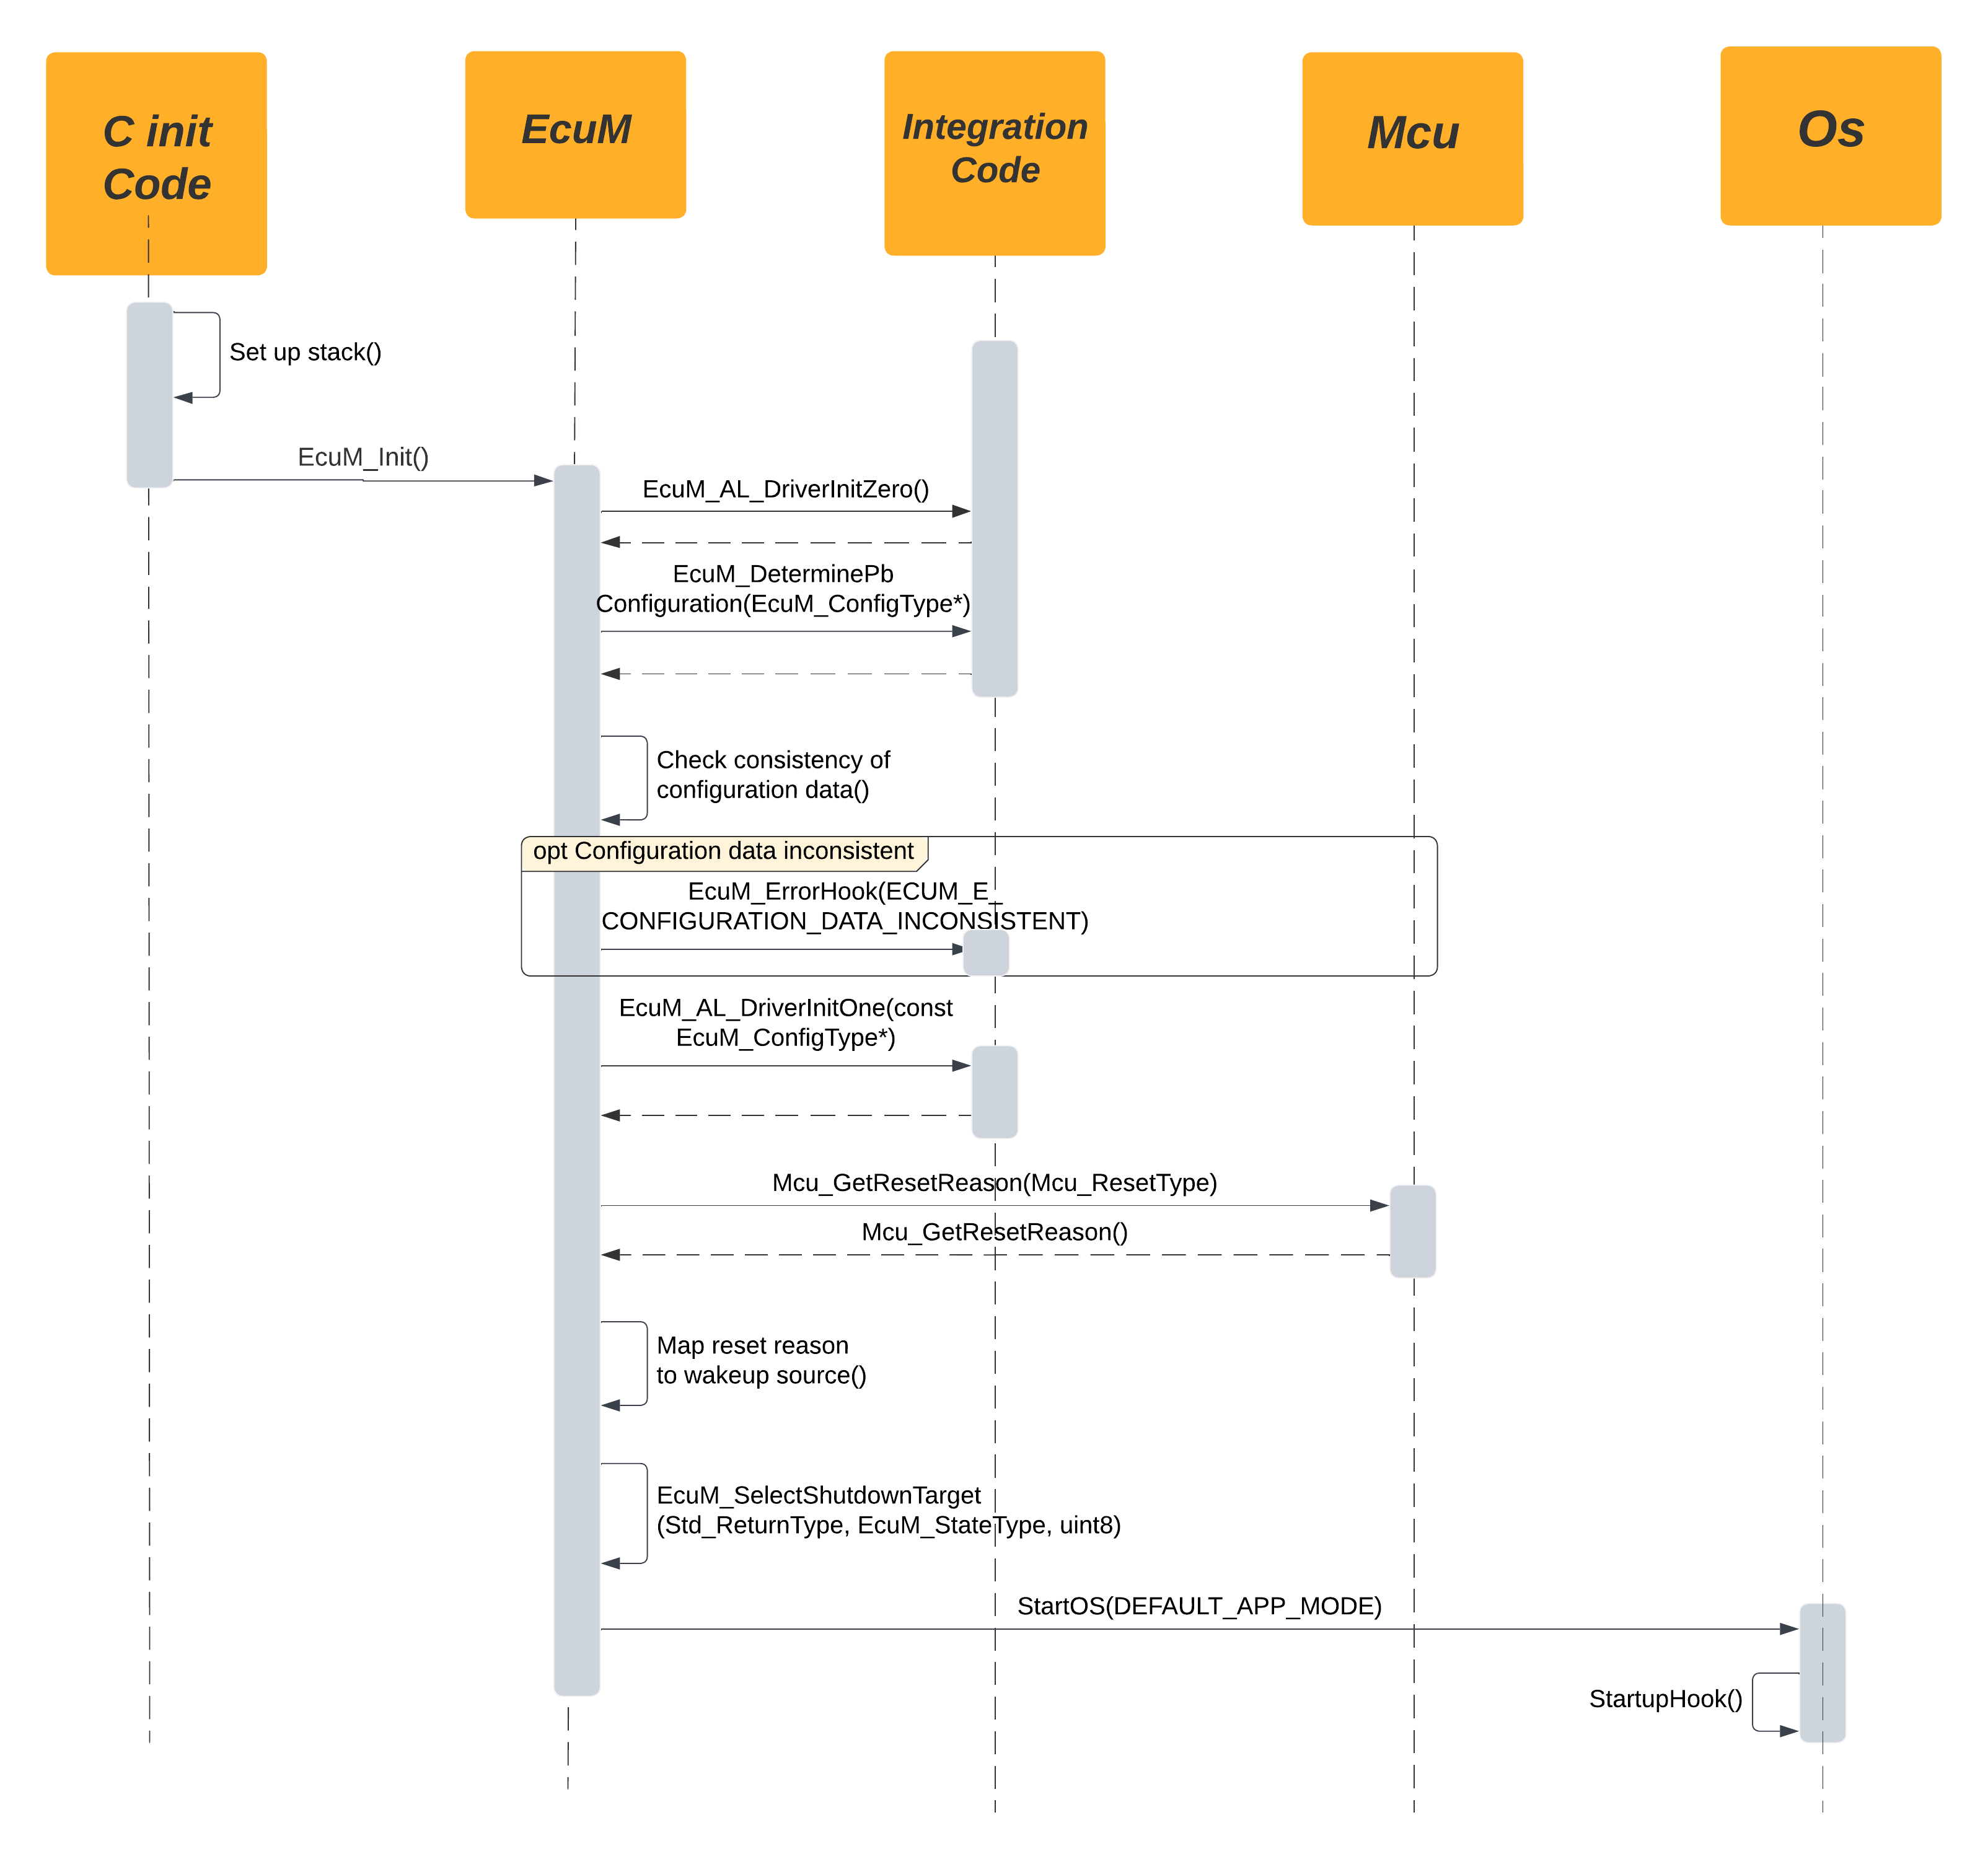 C init
Code
EcuM
Integration
Code
Mcu
Os
Set up stack()
EcuM_Init()
EcuM_AL_DriverInitZero()
EcuM_DeterminePb
Configuration(EcuM_ConfigType*)
Check consistency of
configuration data()
opt Configuration data inconsistent
EcuM_ErrorHook(ECUM_E_
CONFIGURATION_DATA_INCONSISTENT)
EcuM_AL_DriverInitOne(const
EcuM_ConfigType*)
Mcu_GetResetReason(Mcu_ResetType)
Mcu_GetResetReason()
Map reset reason
to wakeup source()
EcuM_SelectShutdownTarget
(Std_ReturnType, EcuM_StateType, uint8)
StartOS(DEFAULT_APP_MODE)
StartupHook()